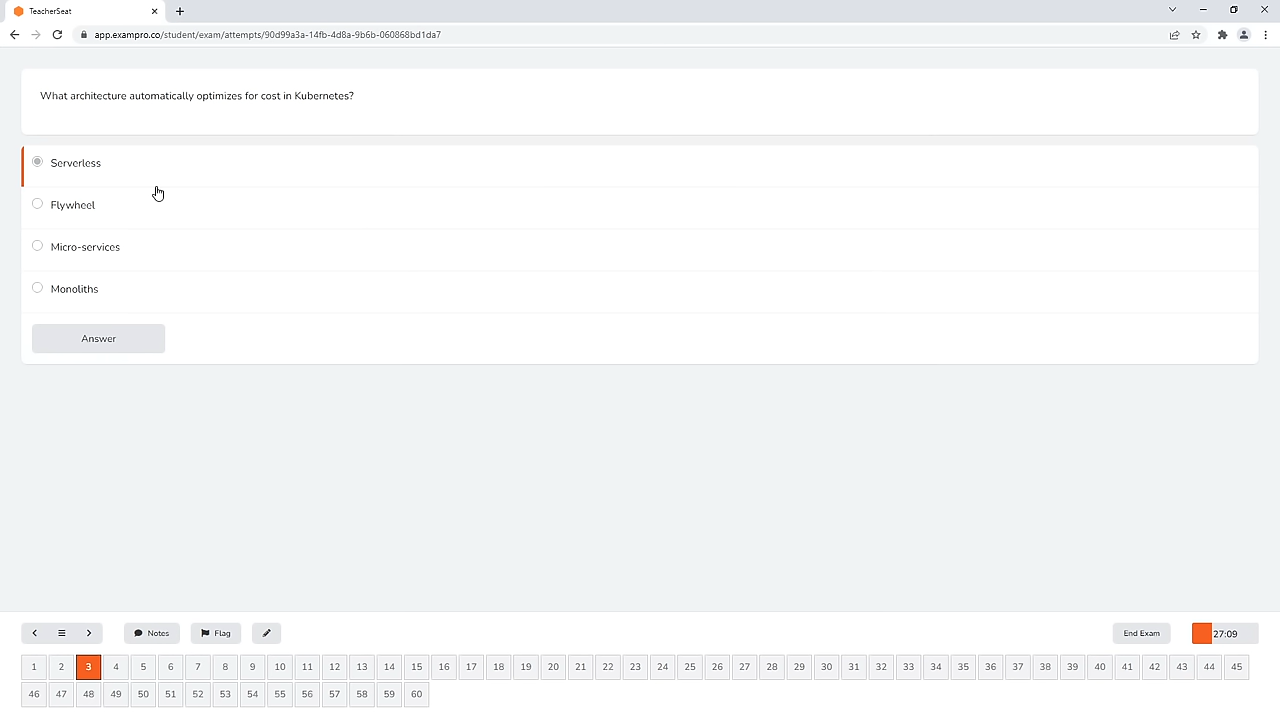 TeacherSeat
app.exampro.co/student/exam/attempts/90d99a3a-14fb-4d8a-9b6b-060868bd1da7
What architecture automatically optimizes for cost in Kubernetes?
Serverless
Flywheel
Micro-services
Monoliths
Answer
Notes Flag End Exam 27:09
1 2 3 4 5 6 7 8 9 10 11 12 13 14 15 16 17 18 19 20 21 22 23 24 25 26 27 28 29 30 31 32 33 34 35 36 37 38 39 40 41 42 43 44 45
46 47 48 49 50 51 52 53 54 55 56 57 58 59 60